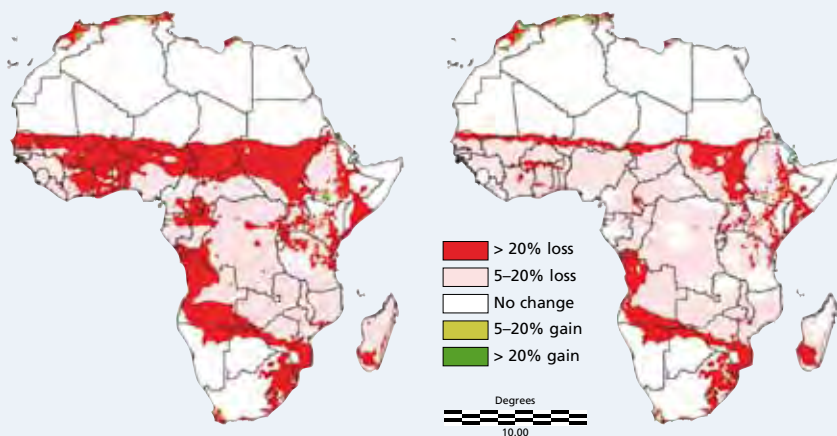 > 20% loss
5–20% loss
No change
5–20% gain
> 20% gain
Degrees
10.00